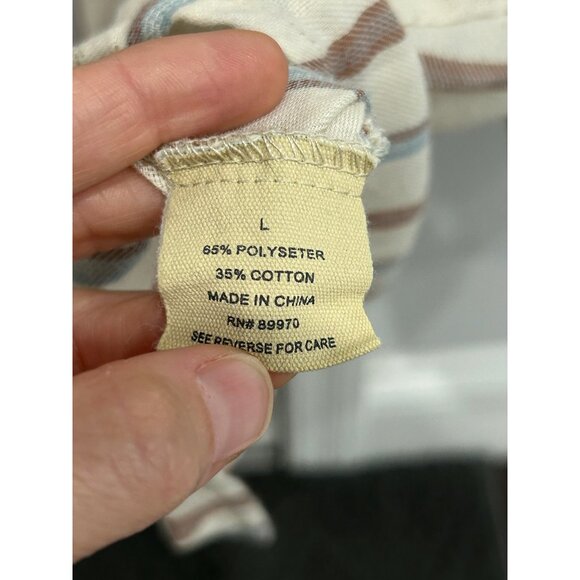 L
65% POLYSETER
35% COTTON
MADE IN CHINA
RN# 89970
SEE REVERSE FOR CARE